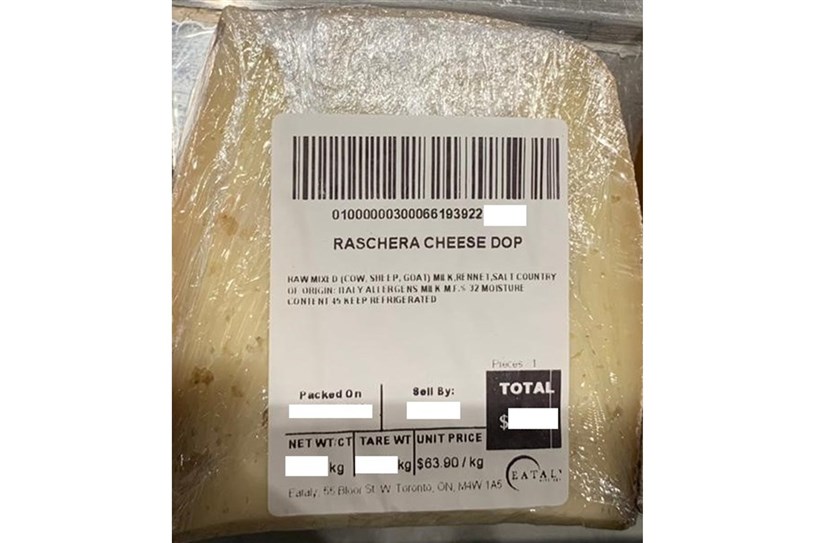 01000000300066193922
RASCHERA CHEESE DOP
RAW MIXED (COW, SHEEP, GOAT) MILK,RENNET,SALT COUNTRY
OF ORIGIN: ITALY ALLERGENS MILK M.F.% 32 MOISTURE
CONTENT 45 KEEP REFRIGERATED
Pieces : 1
Packed On
Sell By:
TOTAL
$
NET WT/CT
TARE WT
UNIT PRICE
kg
kg
$63.90 / kg
EATALY
Eataly, 55 Bloor St. W. Toronto, ON, M4W 1A5